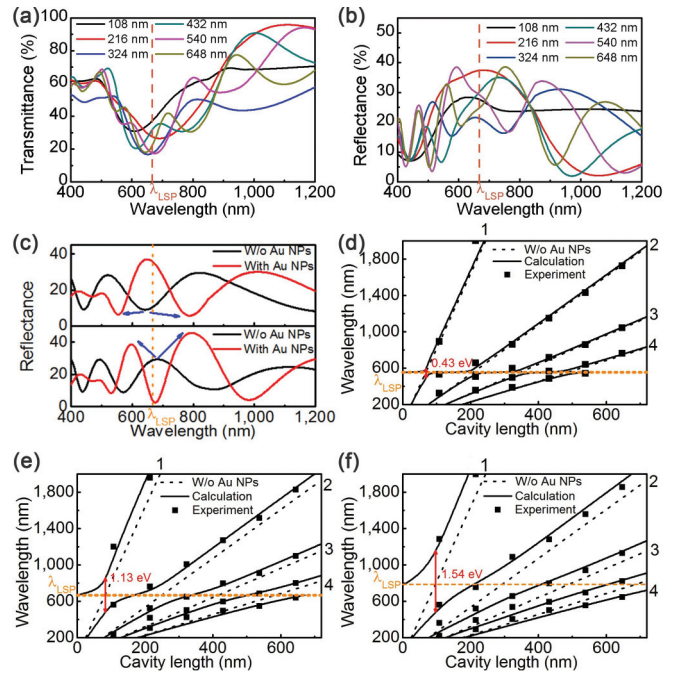 (a)
108 nm 432 nm
216 nm 540 nm
324 nm 648 nm
Transmittance (%)
100
80
60
40
20
0
400 600 800 1,000 1,200
λLSP
Wavelength (nm)
(b)
108 nm 432 nm
216 nm 540 nm
324 nm 648 nm
Reflectance (%)
50
40
30
20
10
0
400 600 800 1,000 1,200
λLSP
Wavelength (nm)
(c)
W/o Au NPs
With Au NPs
W/o Au NPs
With Au NPs
Reflectance
40
20
0
40
20
0
400 600 800 1,000 1,200
λLSP
Wavelength (nm)
(d)
1
2
3
4
W/o Au NPs
Calculation
Experiment
0.43 eV
λLSP
Wavelength (nm)
1,800
1,400
1,000
600
200
0 200 400 600
Cavity length (nm)
(e)
1
2
3
4
W/o Au NPs
Calculation
Experiment
1.13 eV
λLSP
Wavelength (nm)
1,800
1,400
1,000
600
200
0 200 400 600
Cavity length (nm)
(f)
1
2
3
4
W/o Au NPs
Calculation
Experiment
1.54 eV
λLSP
Wavelength (nm)
1,800
1,400
1,000
600
200
0 200 400 600
Cavity length (nm)